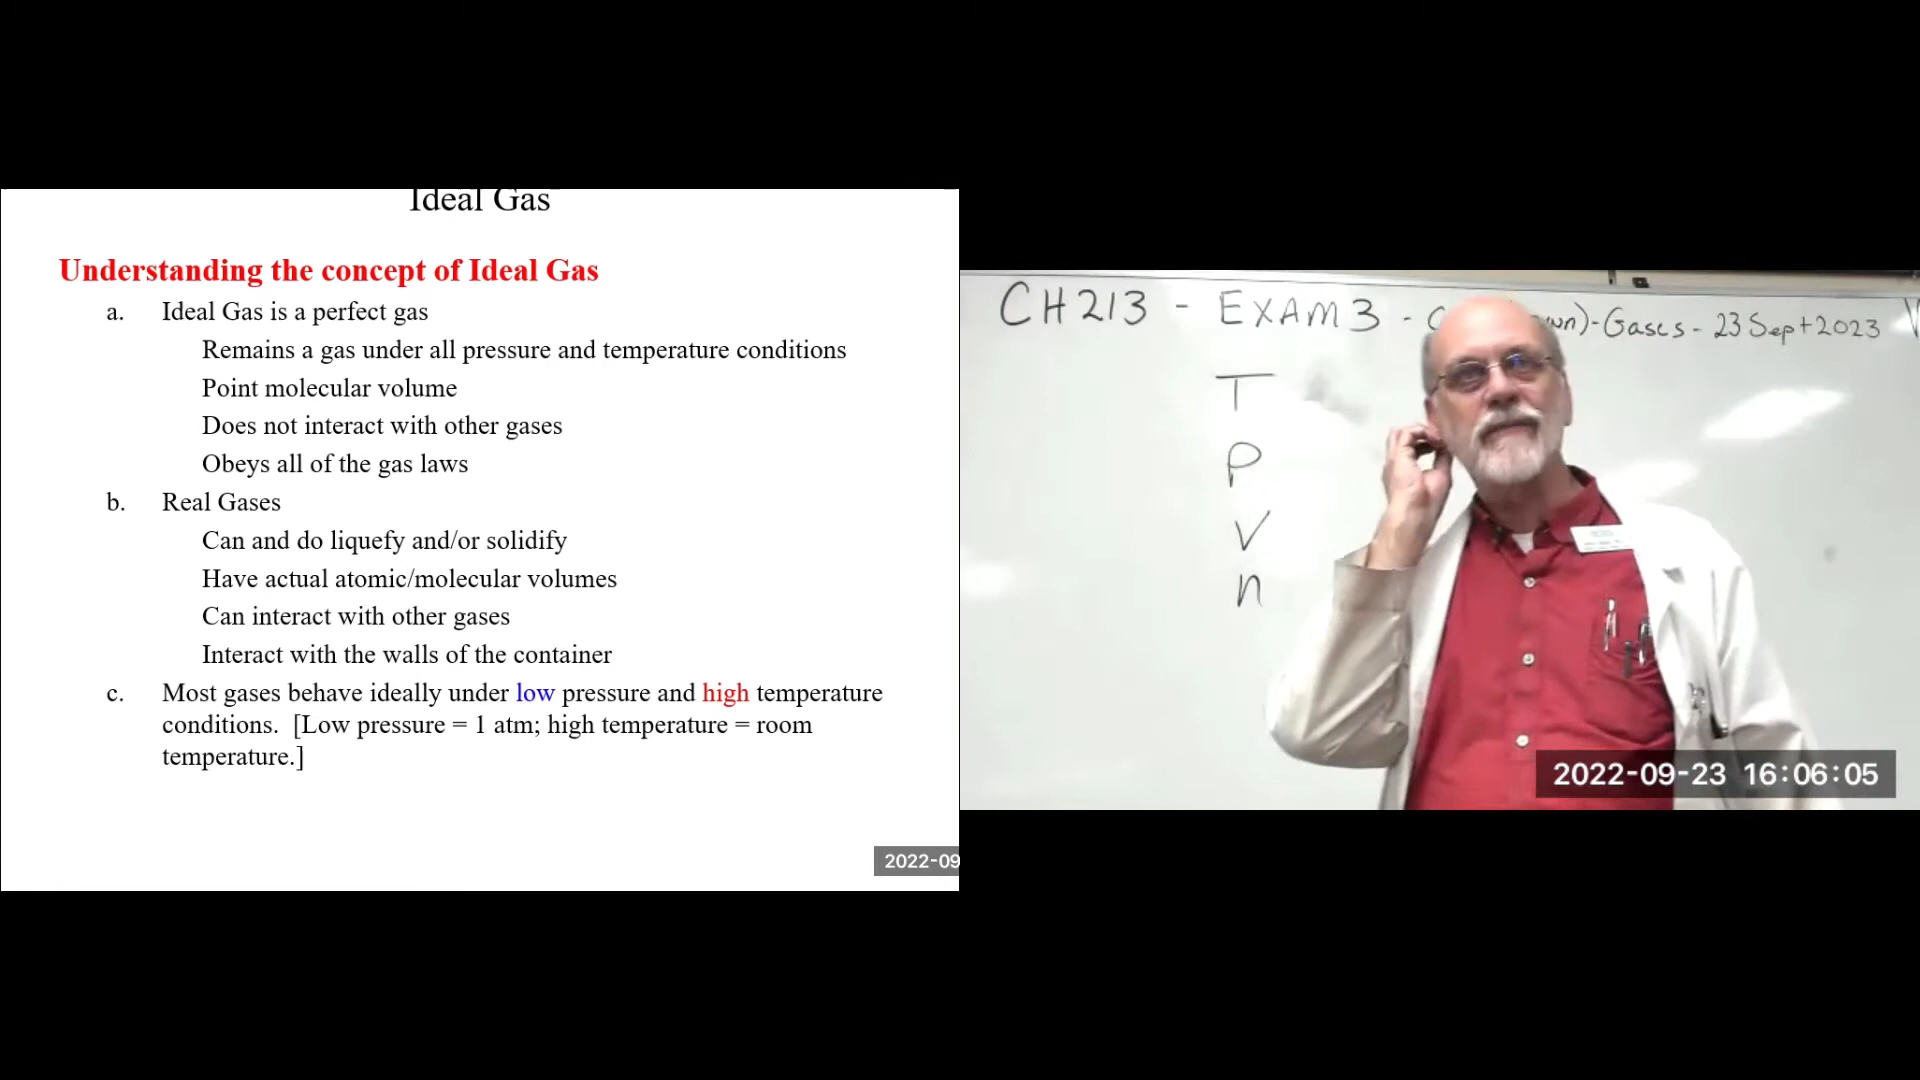 Ideal Gas
Understanding the concept of Ideal Gas
a. Ideal Gas is a perfect gas
Remains a gas under all pressure and temperature conditions
Point molecular volume
Does not interact with other gases
Obeys all of the gas laws
b. Real Gases
Can and do liquefy and/or solidify
Have actual atomic/molecular volumes
Can interact with other gases
Interact with the walls of the container
c. Most gases behave ideally under low pressure and high temperature
conditions. [Low pressure = 1 atm; high temperature = room
temperature.]
2022-09
CH213 - EXAM 3 - -Gases - 23 Sept 2023
T
P
V
n
2022-09-23 16:06:05